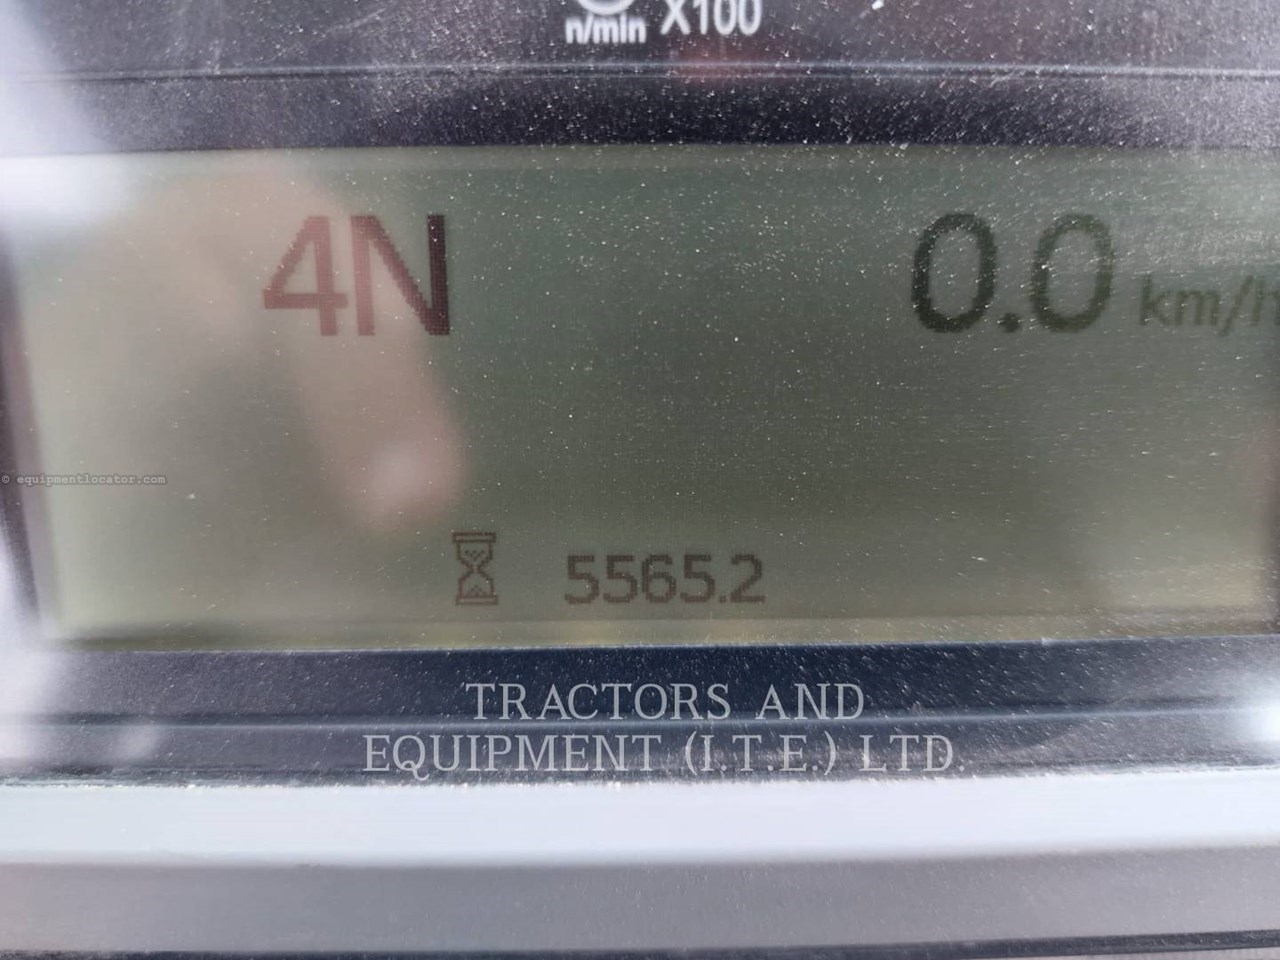 n/min X100
4N 0.0 km/h
© equipmentlocator.com
5565.2
TRACTORS AND
EQUIPMENT (I.T.E.) LTD.